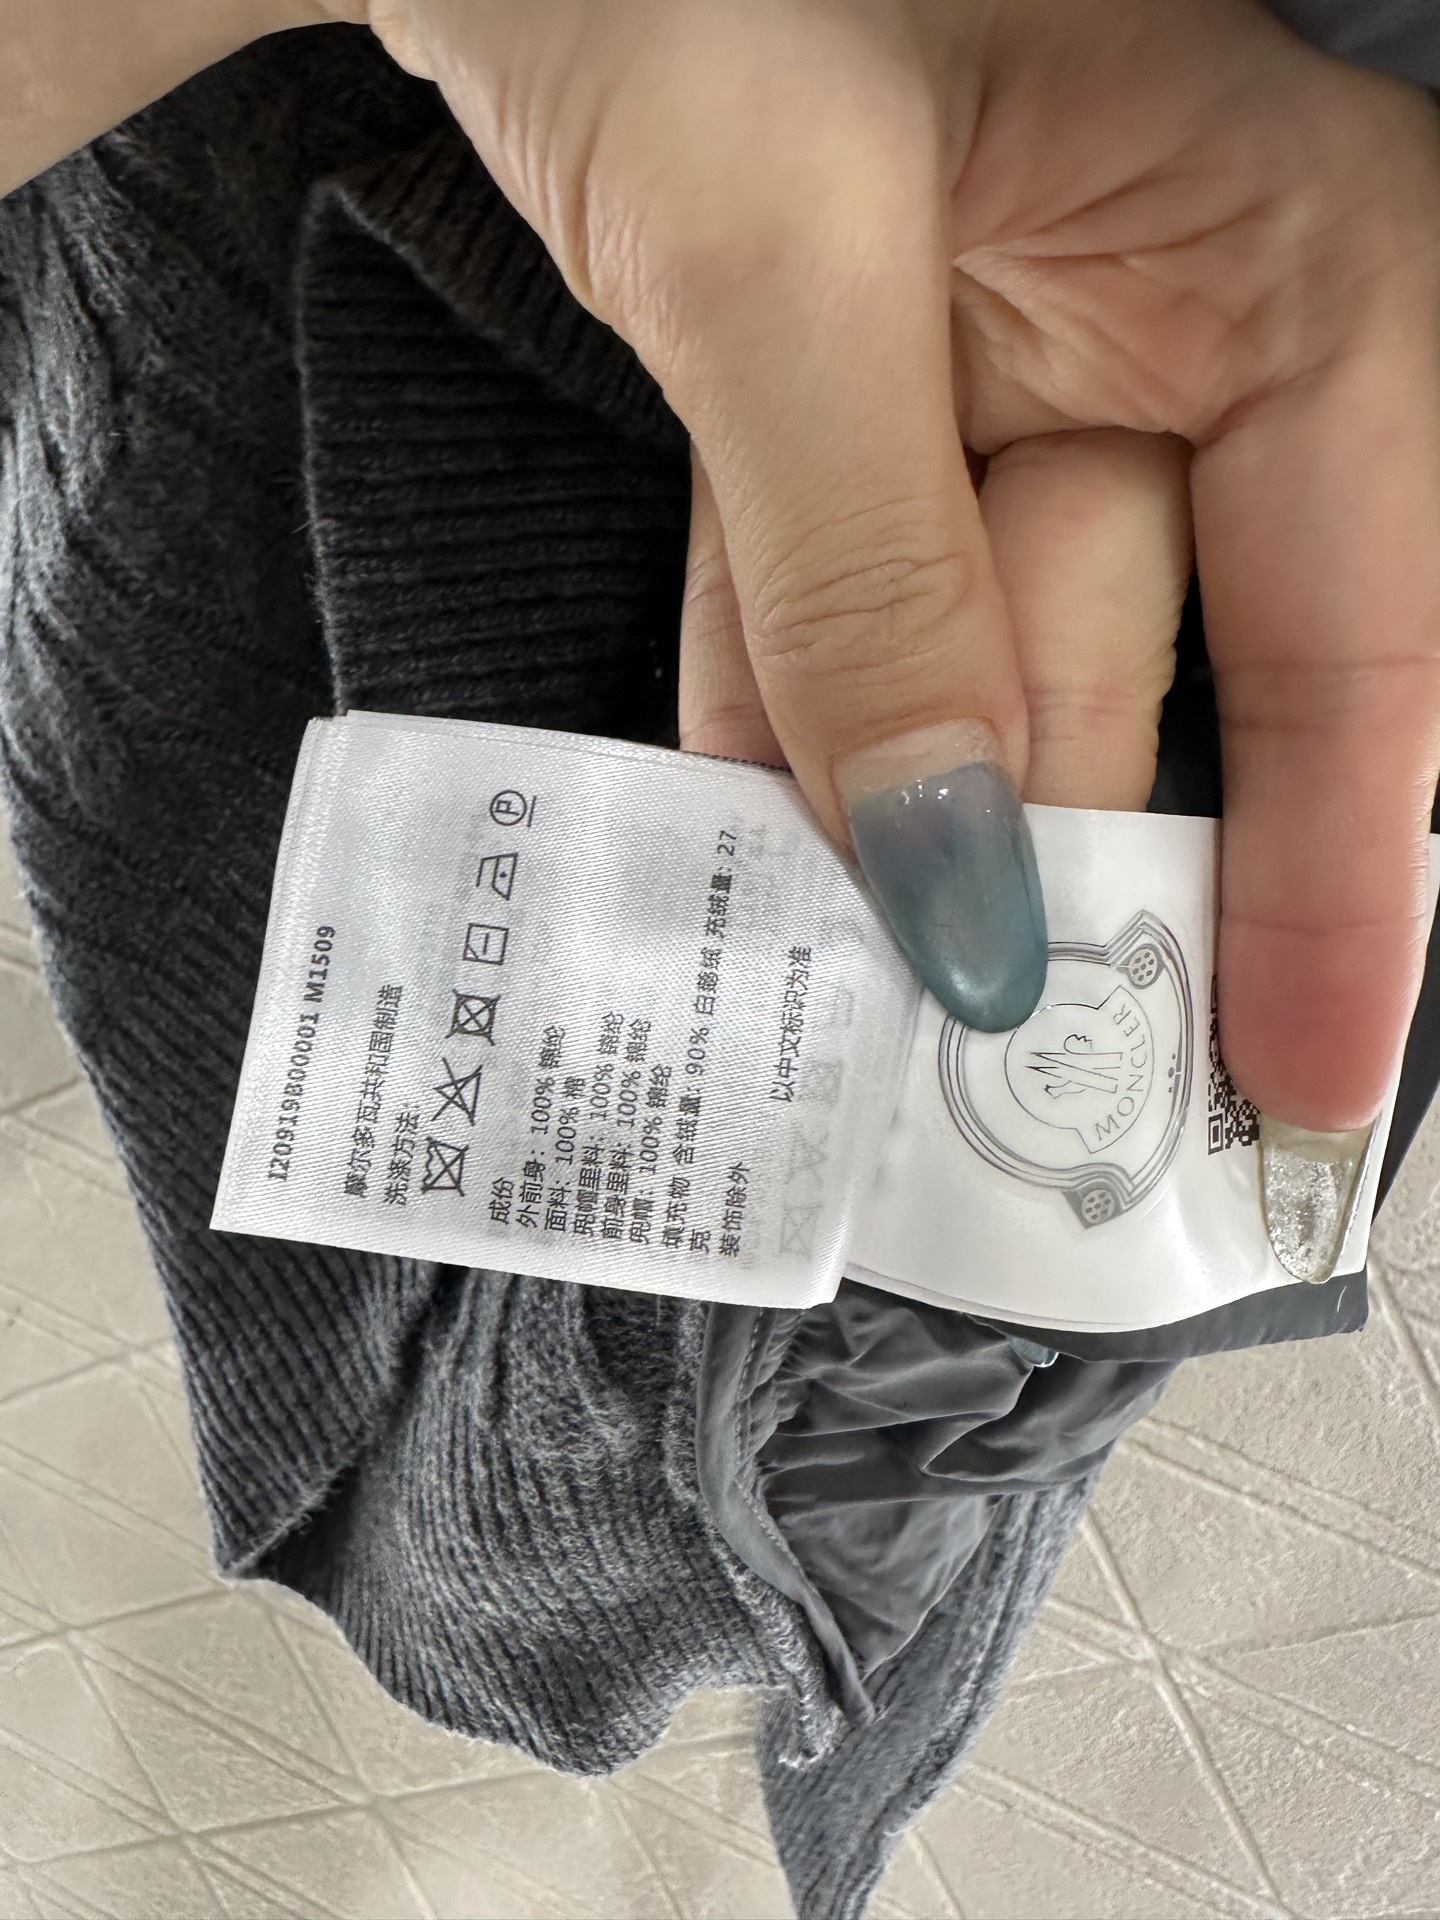 I20919B00001 M1509
摩尔多瓦共和国制造
洗涤方法:
P
成份
外前身: 100% 锦纶
面料: 100% 棉
兜帽里料: 100% 锦纶
前身里料: 100% 锦纶
兜帽: 100% 锦纶
填充物 含绒量: 90% 白鹅绒 充绒量: 27
克
装饰除外
以中文标识为准
MONCLER